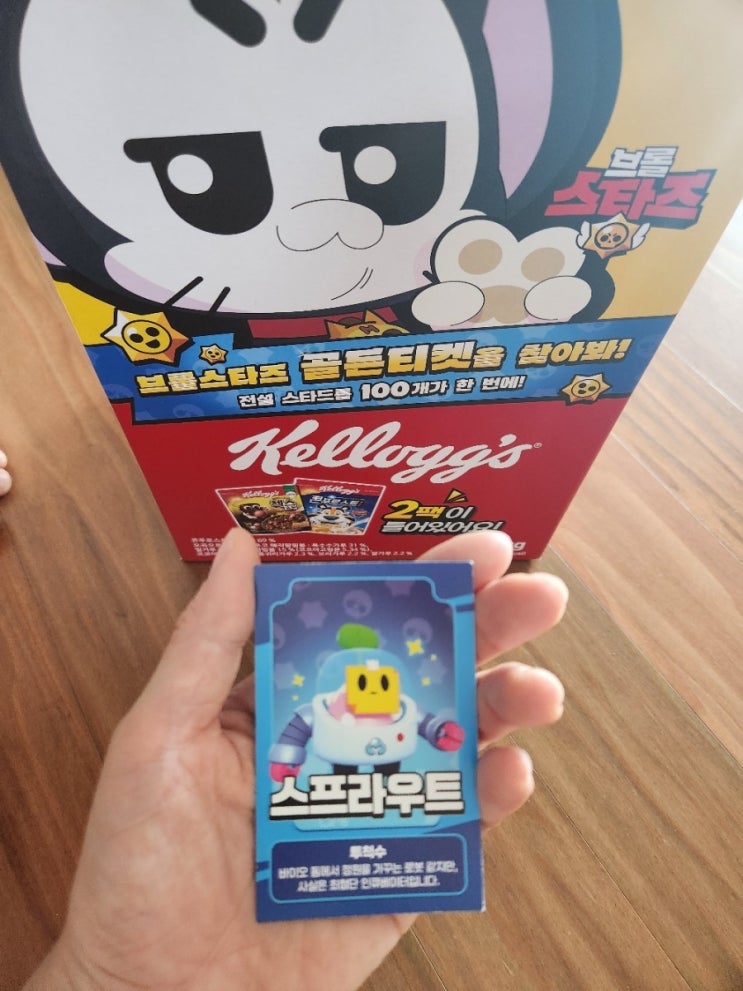 브롤
스타즈
브롤스타즈 골든티켓을 찾아봐!
전설 스타드롭 100개가 한 번에!
Kellogg's
Kellogg's
Kellogg's
2팩이
들어있어요!
스프라우트
투척수
바이오 돔에서 정원을 가꾸는 로봇 같지만,
사실은 최첨단 인큐베이터입니다.